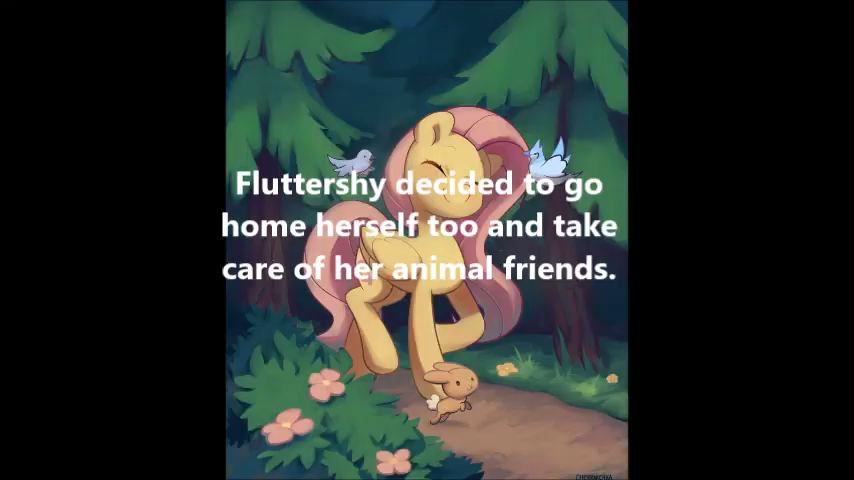 Fluttershy decided to go
home herself too and take
care of her animal friends.